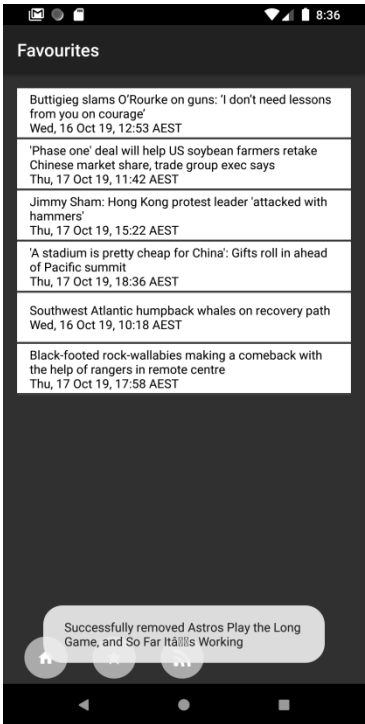 8:36
Favourites
Buttigieg slams O’Rourke on guns: ‘I don’t need lessons
from you on courage’
Wed, 16 Oct 19, 12:53 AEST
'Phase one' deal will help US soybean farmers retake
Chinese market share, trade group exec says
Thu, 17 Oct 19, 11:42 AEST
Jimmy Sham: Hong Kong protest leader 'attacked with
hammers'
Thu, 17 Oct 19, 15:22 AEST
'A stadium is pretty cheap for China': Gifts roll in ahead
of Pacific summit
Thu, 17 Oct 19, 18:36 AEST
Southwest Atlantic humpback whales on recovery path
Wed, 16 Oct 19, 10:18 AEST
Black-footed rock-wallabies making a comeback with
the help of rangers in remote centre
Thu, 17 Oct 19, 17:58 AEST
Successfully removed Astros Play the Long
Game, and So Far Itâ▯▯s Working